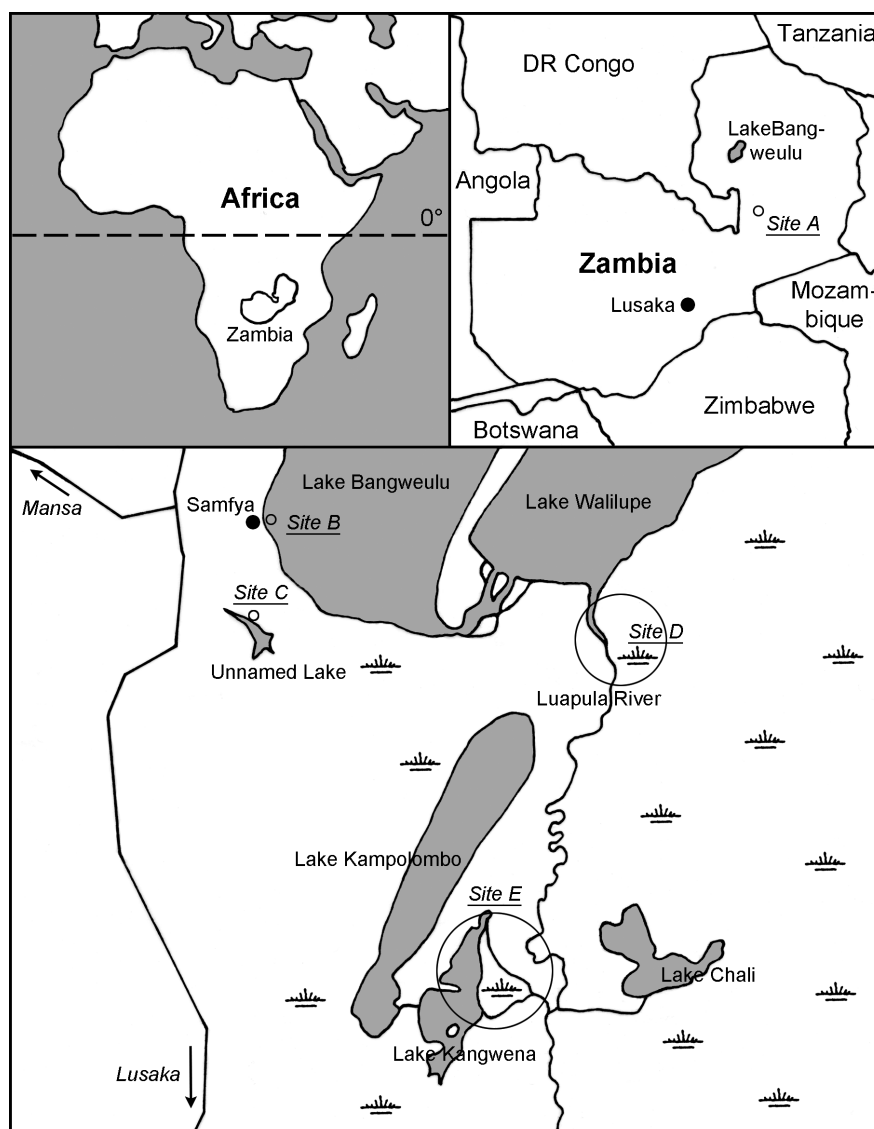 Africa
0°
Zambia
Tanzania
DR Congo
LakeBang-
weulu
Angola
Site A
Zambia
Mozam-
bique
Lusaka
Zimbabwe
Botswana
Lake Bangweulu
Lake Walilupe
Mansa
Samfya
Site B
Site C
Site D
Unnamed Lake
Luapula River
Lake Kampolombo
Site E
Lake Chali
Lake Kangwena
Lusaka